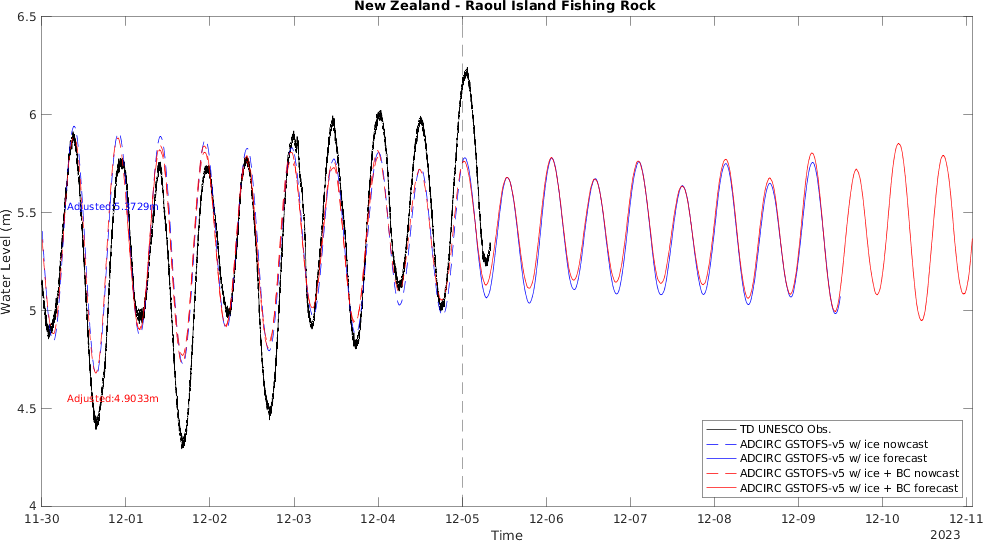 New Zealand - Raoul Island Fishing Rock
6.5
6
5.5
5
4.5
4
Water Level (m)
Adjusted:5.3729m
Adjusted:4.9033m
TD UNESCO Obs.
ADCIRC GSTOFS-v5 w/ ice nowcast
ADCIRC GSTOFS-v5 w/ ice forecast
ADCIRC GSTOFS-v5 w/ ice + BC nowcast
ADCIRC GSTOFS-v5 w/ ice + BC forecast
11-30 12-01 12-02 12-03 12-04 12-05 12-06 12-07 12-08 12-09 12-10 12-11
Time
2023